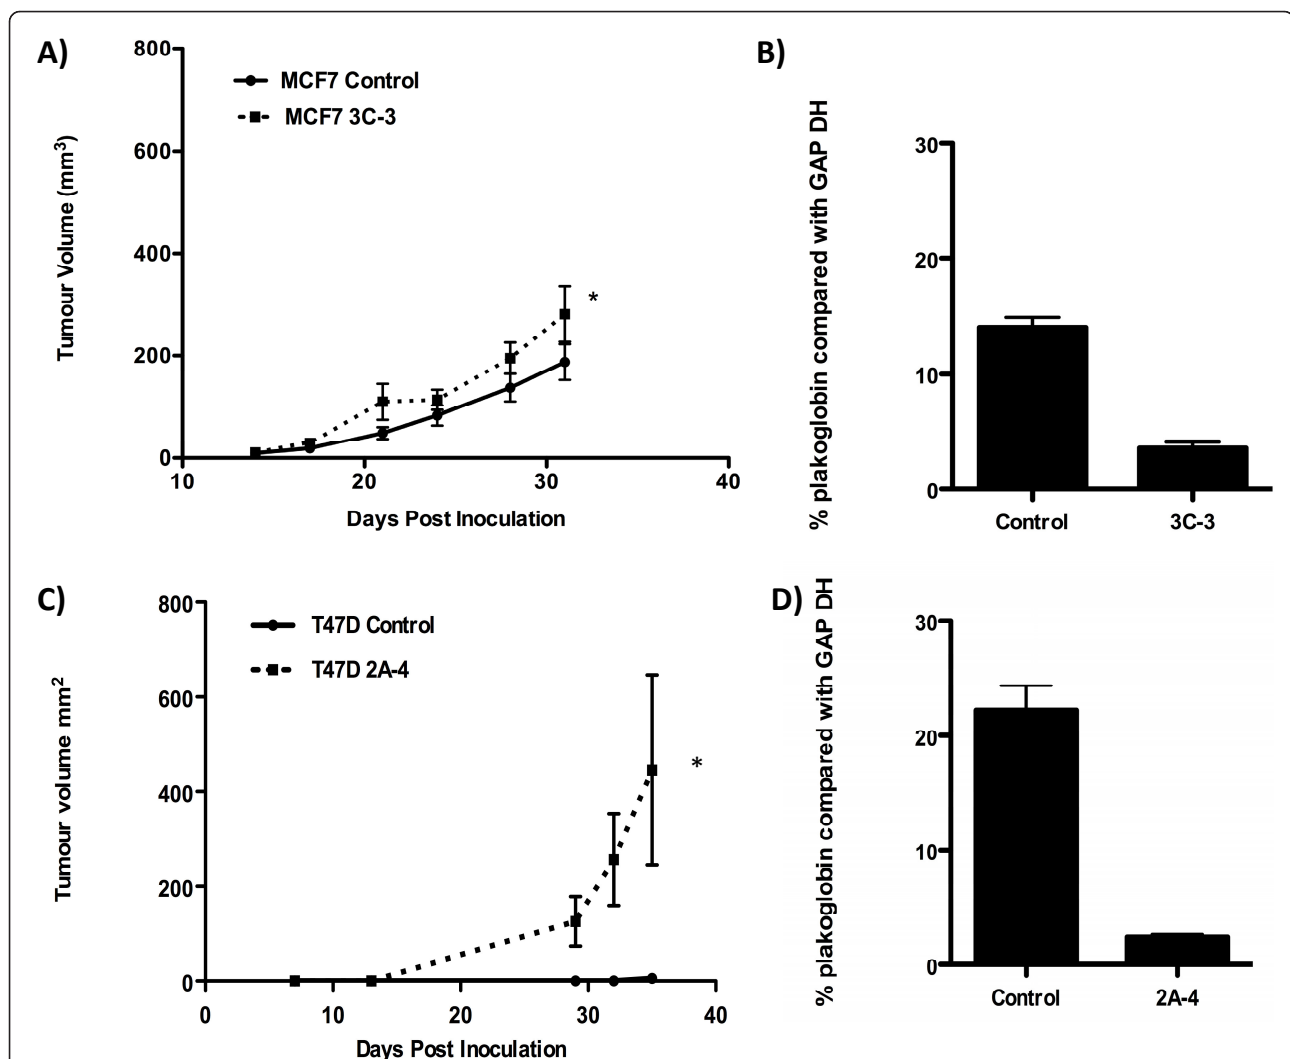 A)
800
600
400
200
0
10 20 30 40
Tumour Volume (mm3)
MCF7 Control
MCF7 3C-3
*
Days Post Inoculation
B)
% plakoglobin compared with GAP DH
30
20
10
0
Control 3C-3
C)
800
600
400
200
0
0 10 20 30 40
Tumour volume mm2
T47D Control
T47D 2A-4
*
Days Post Inoculation
D)
% plakoglobin compared with GAP DH
30
20
10
0
Control 2A-4